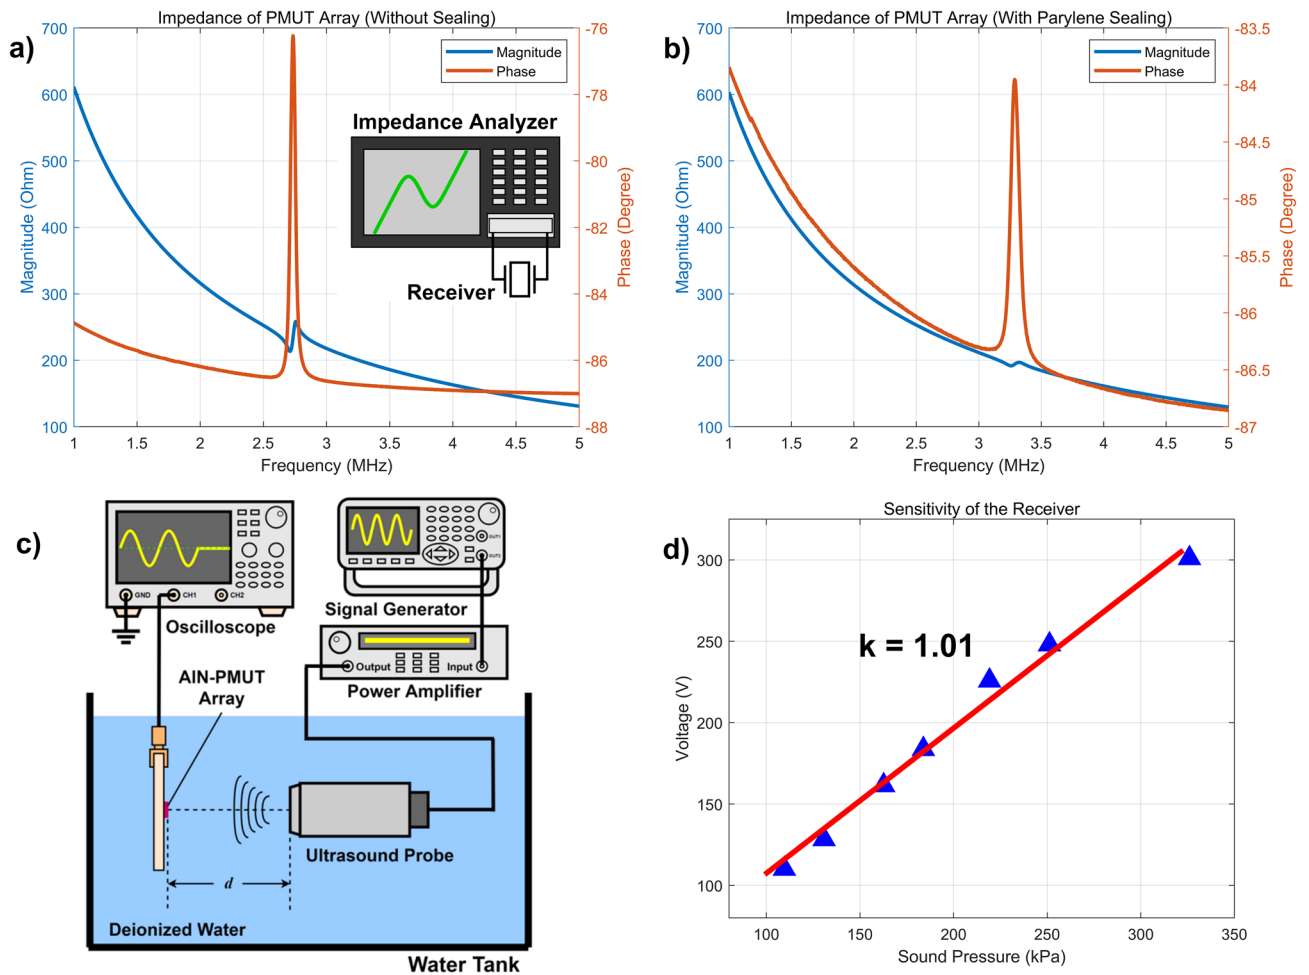 a)
Impedance of PMUT Array (Without Sealing)
Magnitude
Phase
700
600
500
400
300
200
100
Magnitude (Ohm)
-76
-78
-80
-82
-84
-86
-88
Phase (Degree)
1 1.5 2 2.5 3 3.5 4 4.5 5
Frequency (MHz)
Impedance Analyzer
Receiver
b)
Impedance of PMUT Array (With Parylene Sealing)
Magnitude
Phase
700
600
500
400
300
200
100
Magnitude (Ohm)
-83.5
-84
-84.5
-85
-85.5
-86
-86.5
-87
Phase (Degree)
1 1.5 2 2.5 3 3.5 4 4.5 5
Frequency (MHz)
c)
GND CH1 CH2
Oscilloscope
OUT1
OUT2
Signal Generator
Output Input
Power Amplifier
AlN-PMUT
Array
Ultrasound Probe
d
Deionized Water
Water Tank
d)
Sensitivity of the Receiver
k = 1.01
300
250
200
150
100
Voltage (V)
100 150 200 250 300 350
Sound Pressure (kPa)